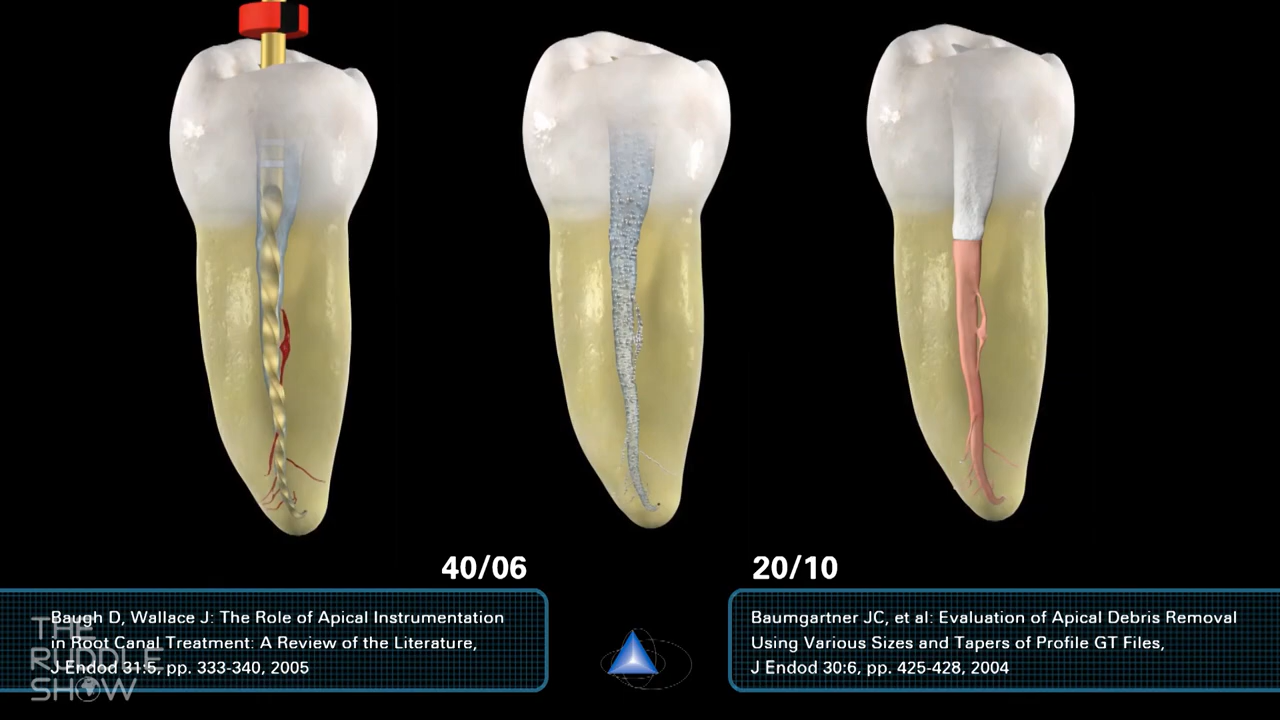 40/06
20/10
Baugh D, Wallace J: The Role of Apical Instrumentation
in Root Canal Treatment: A Review of the Literature,
J Endod 31:5, pp. 333-340, 2005
Baumgartner JC, et al: Evaluation of Apical Debris Removal
Using Various Sizes and Tapers of Profile GT Files,
J Endod 30:6, pp. 425-428, 2004
THE
RUDDLE
SHOW